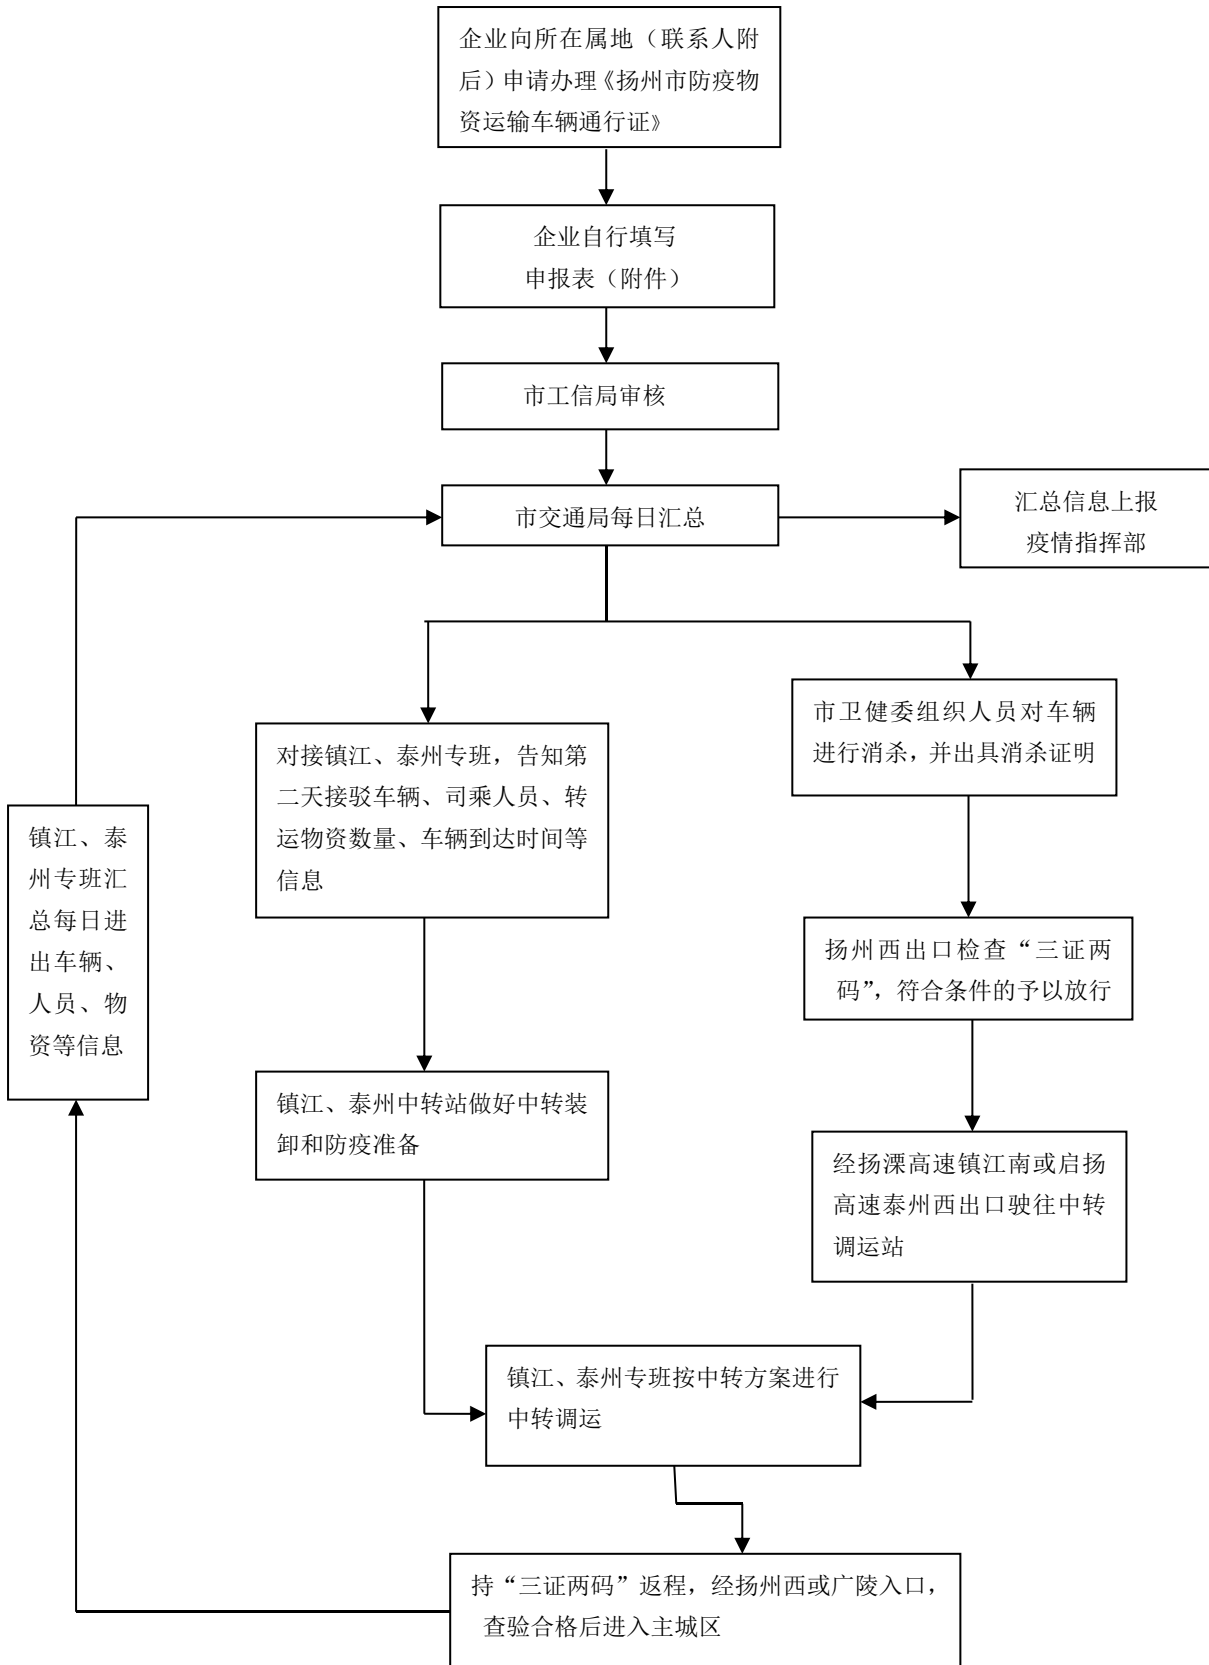 企业向所在属地（联系人附
后）申请办理《扬州市防疫物
资运输车辆通行证》
企业自行填写
申报表（附件）
市工信局审核
市交通局每日汇总
汇总信息上报
疫情指挥部
市卫健委组织人员对车辆
进行消杀，并出具消杀证明
对接镇江、泰州专班，告知第
二天接驳车辆、司乘人员、转
运物资数量、车辆到达时间等
信息
镇江、泰
州专班汇
总每日进
出车辆、
人员、物
资等信息
扬州西出口检查“三证两
码”，符合条件的予以放行
镇江、泰州中转站做好中转装
卸和防疫准备
经扬溧高速镇江南或启扬
高速泰州西出口驶往中转
调运站
镇江、泰州专班按中转方案进行
中转调运
持“三证两码”返程，经扬州西或广陵入口，
查验合格后进入主城区